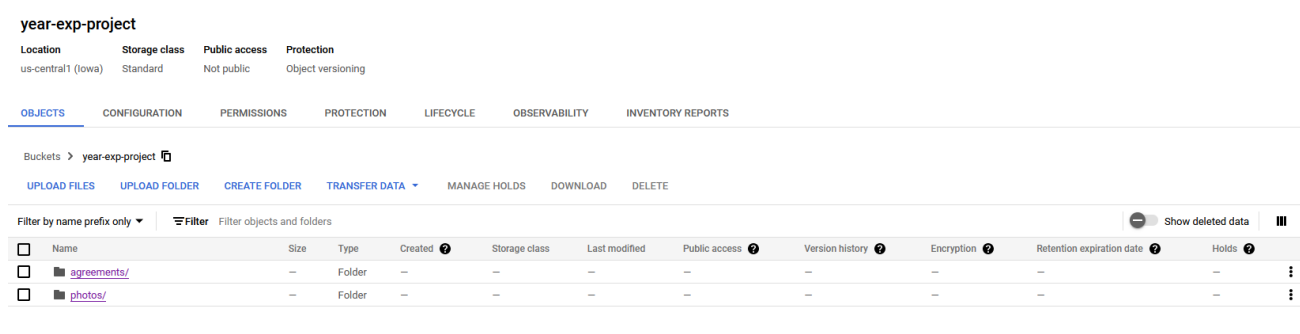 year-exp-project
Location Storage class Public access Protection
us-central1 (Iowa) Standard Not public Object versioning
OBJECTS CONFIGURATION PERMISSIONS PROTECTION LIFECYCLE OBSERVABILITY INVENTORY REPORTS
Buckets > year-exp-project
UPLOAD FILES UPLOAD FOLDER CREATE FOLDER TRANSFER DATA MANAGE HOLDS DOWNLOAD DELETE
Filter by name prefix only Filter Filter objects and folders Show deleted data
Name Size Type Created ? Storage class Last modified Public access ? Version history ? Encryption ? Retention expiration date ? Holds ?
agreements/ — Folder — — — — — — — —
photos/ — Folder — — — — — — — —